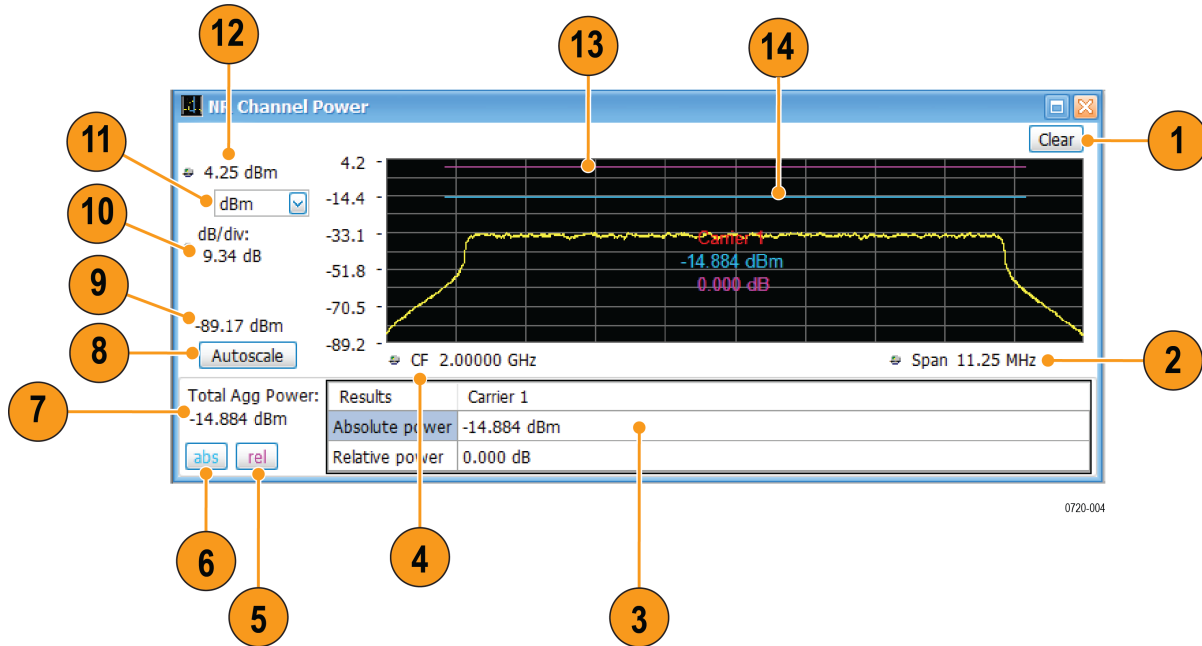 12
13
14
NR Channel Power
11
Clear
1
4.25 dBm
4.2
dBm
-14.4
10
dB/div:
9.34 dB
-33.1
Carrier 1
-14.884 dBm
0.000 dB
-51.8
9
-70.5
-89.17 dBm
8
Autoscale
-89.2
CF 2.00000 GHz
Span 11.25 MHz
2
7
Total Agg Power:
-14.884 dBm
Results Carrier 1
Absolute power -14.884 dBm
Relative power 0.000 dB
abs rel
0720-004
6
5
4
3